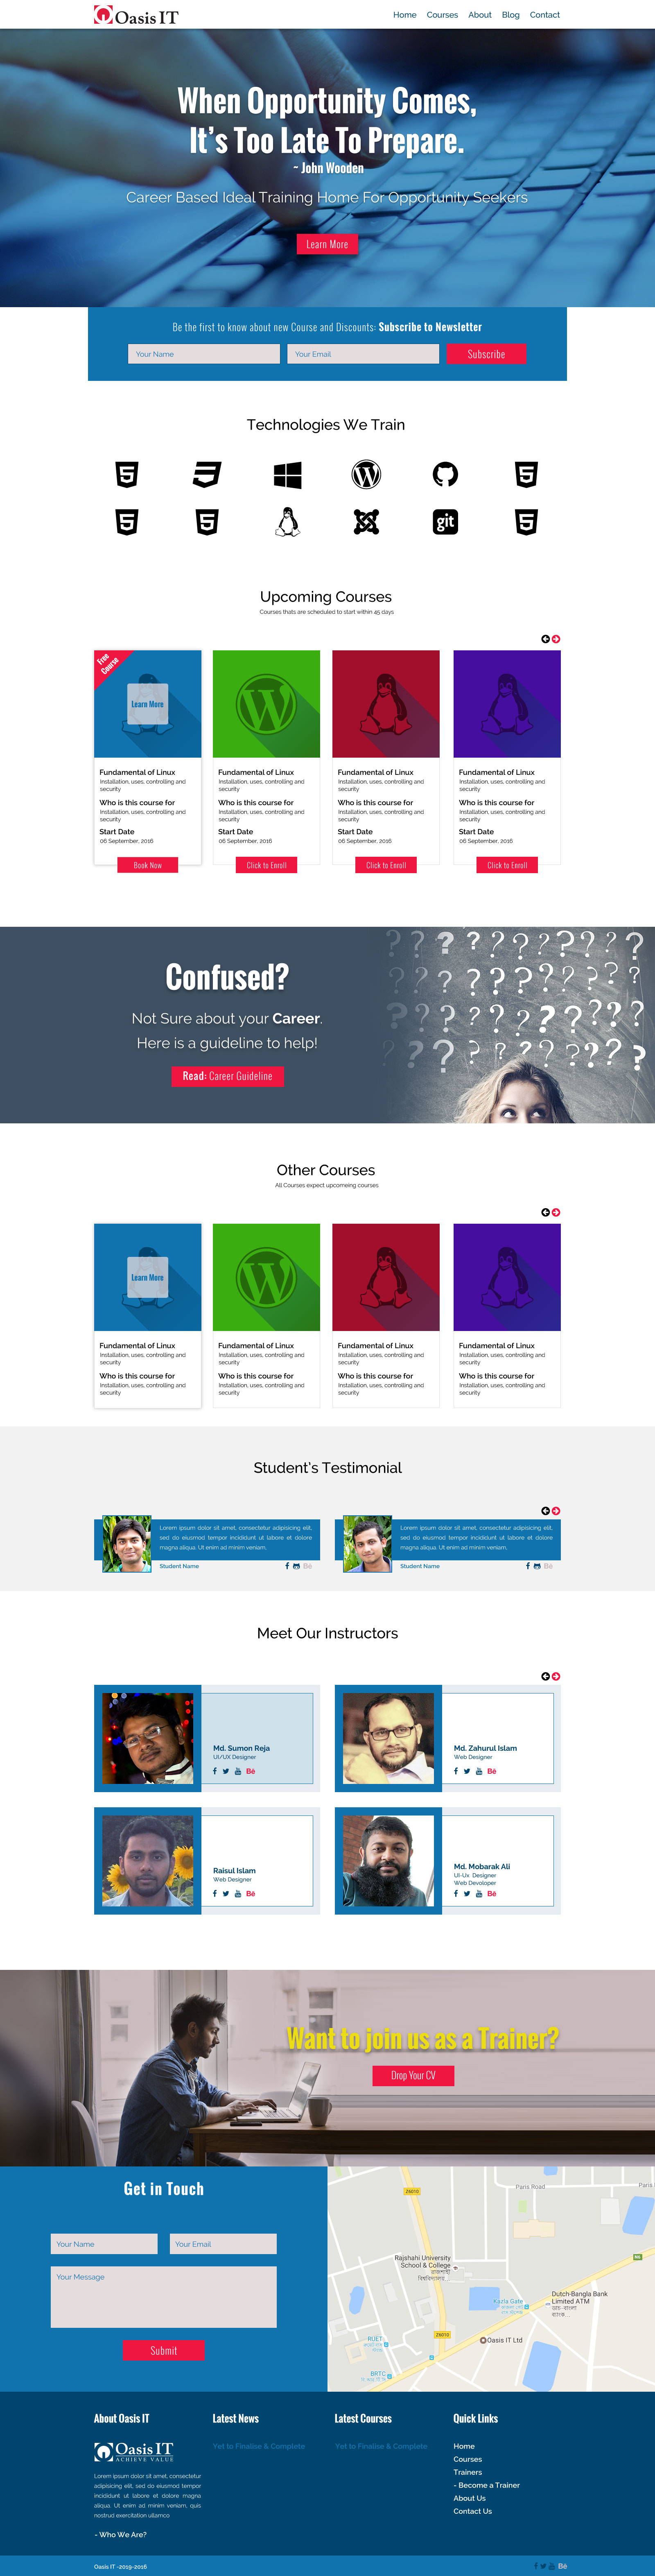 Oasis IT
Home Courses About Blog Contact
When Opportunity Comes,
It's Too Late To Prepare.
~ John Wooden
Career Based Ideal Training Home For Opportunity Seekers
Learn More
Be the first to know about new Course and Discounts: Subscribe to Newsletter
Your Name Your Email Subscribe
Technologies We Train
git
Upcoming Courses
Courses thats are scheduled to start within 45 days
Free
Course
Learn More
Fundamental of Linux
Installation, uses, controlling and
security
Who is this course for
Installation, uses, controlling and
security
Start Date
06 September, 2016
Book Now
Fundamental of Linux
Installation, uses, controlling and
security
Who is this course for
Installation, uses, controlling and
security
Start Date
06 September, 2016
Click to Enroll
Fundamental of Linux
Installation, uses, controlling and
security
Who is this course for
Installation, uses, controlling and
security
Start Date
06 September, 2016
Click to Enroll
Fundamental of Linux
Installation, uses, controlling and
security
Who is this course for
Installation, uses, controlling and
security
Start Date
06 September, 2016
Click to Enroll
Confused?
Not Sure about your Career.
Here is a guideline to help!
Read: Career Guideline
Other Courses
All Courses expect upcomeing courses
Learn More
Fundamental of Linux
Installation, uses, controlling and
security
Who is this course for
Installation, uses, controlling and
security
Fundamental of Linux
Installation, uses, controlling and
security
Who is this course for
Installation, uses, controlling and
security
Fundamental of Linux
Installation, uses, controlling and
security
Who is this course for
Installation, uses, controlling and
security
Fundamental of Linux
Installation, uses, controlling and
security
Who is this course for
Installation, uses, controlling and
security
Student's Testimonial
Lorem ipsum dolor sit amet, consectetur adipisicing elit,
sed do eiusmod tempor incididunt ut labore et dolore
magna aliqua. Ut enim ad minim veniam,
Student Name
Bē
Lorem ipsum dolor sit amet, consectetur adipisicing elit,
sed do eiusmod tempor incididunt ut labore et dolore
magna aliqua. Ut enim ad minim veniam,
Student Name
Bē
Meet Our Instructors
Md. Sumon Reja
UI/UX Designer
Bē
Md. Zahurul Islam
Web Designer
Bē
Raisul Islam
Web Designer
Bē
Md. Mobarak Ali
UI-Ux Designer
Web Devoloper
Bē
Want to join us as a Trainer?
Drop Your CV
Get in Touch
Your Name Your Email
Your Message
Submit
Z6010
Paris Road
Paris
Rajshahi University
School & College
রাজশাহী
বিশ্ববিদ্যালয়
N6
Kazla Gate
Dutch-Bangla Bank
Limited ATM
ডাচ্-বাংলা
ব্যাংক
Z6010
RUET
Oasis IT Ltd
BRTC
About Oasis IT
Oasis IT
ACHIEVE VALUE
Lorem ipsum dolor sit amet, consectetur
adipisicing elit, sed do eiusmod tempor
incididunt ut labore et dolore magna
aliqua. Ut enim ad minim veniam, quis
nostrud exercitation ullamco
- Who We Are?
Latest News
Yet to Finalise & Complete
Latest Courses
Yet to Finalise & Complete
Quick Links
Home
Courses
Trainers
- Become a Trainer
About Us
Contact Us
Oasis IT -2019-2016
Bē